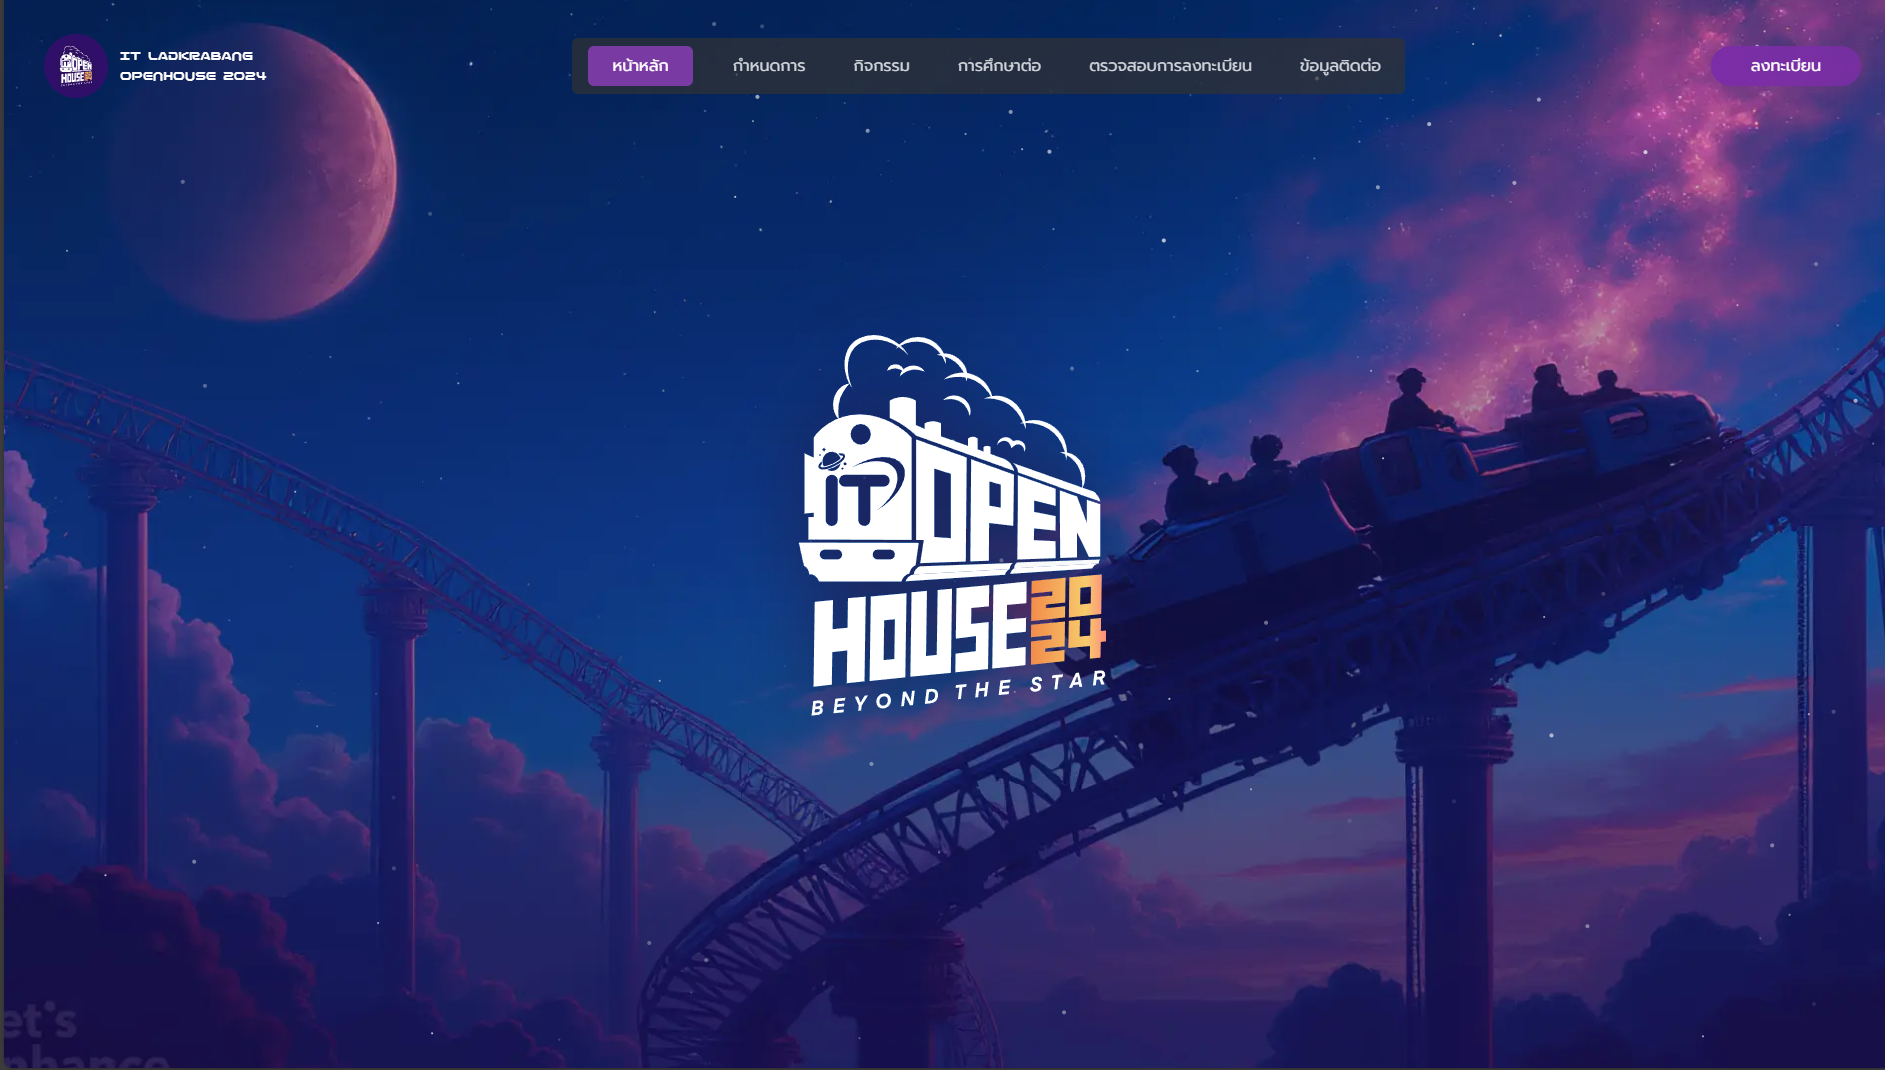 IT LADKRABANG
OPENHOUSE 2024
หน้าหลัก
กำหนดการ
กิจกรรม
การศึกษาต่อ
ตรวจสอบการลงทะเบียน
ข้อมูลติดต่อ
ลงทะเบียน
IT OPEN
HOUSE 2024
BEYOND THE STAR
et's
nhance